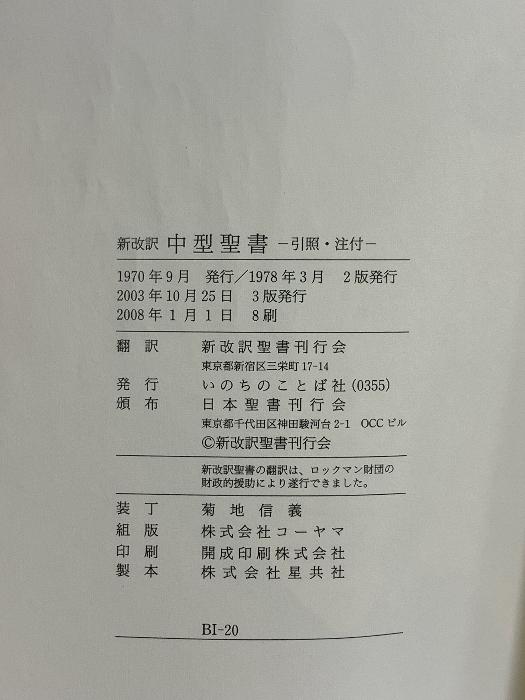 新改訳 中型聖書 −引照・注付−
1970年9月 発行／1978年3月 2版発行
2003年10月25日 3版発行
2008年1月1日 8刷
翻訳 新改訳聖書刊行会
東京都新宿区三栄町17-14
発行 いのちのことば社(0355)
頒布 日本聖書刊行会
東京都千代田区神田駿河台2-1 OCCビル
©新改訳聖書刊行会
新改訳聖書の翻訳は、ロックマン財団の
財政的援助により遂行できました。
装丁 菊地信義
組版 株式会社コーヤマ
印刷 開成印刷株式会社
製本 株式会社星共社
BI-20